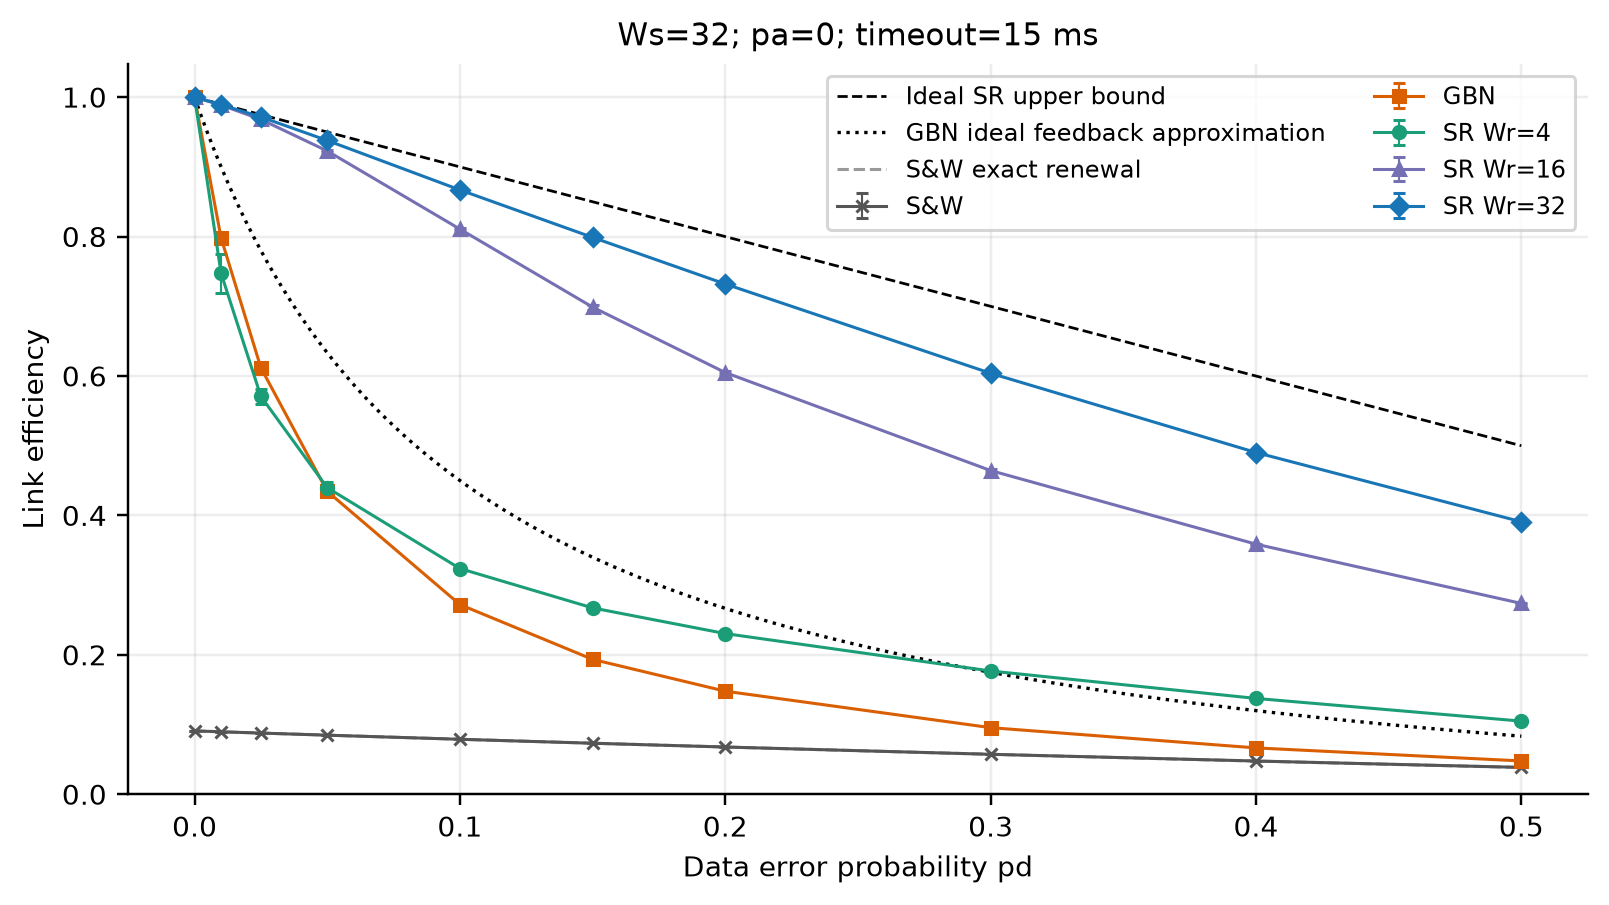 Ws=32; pa=0; timeout=15 ms
Ideal SR upper bound
GBN ideal feedback approximation
S&W exact renewal
S&W
GBN
SR Wr=4
SR Wr=16
SR Wr=32
Link efficiency
1.0
0.8
0.6
0.4
0.2
0.0
0.0 0.1 0.2 0.3 0.4 0.5
Data error probability pd